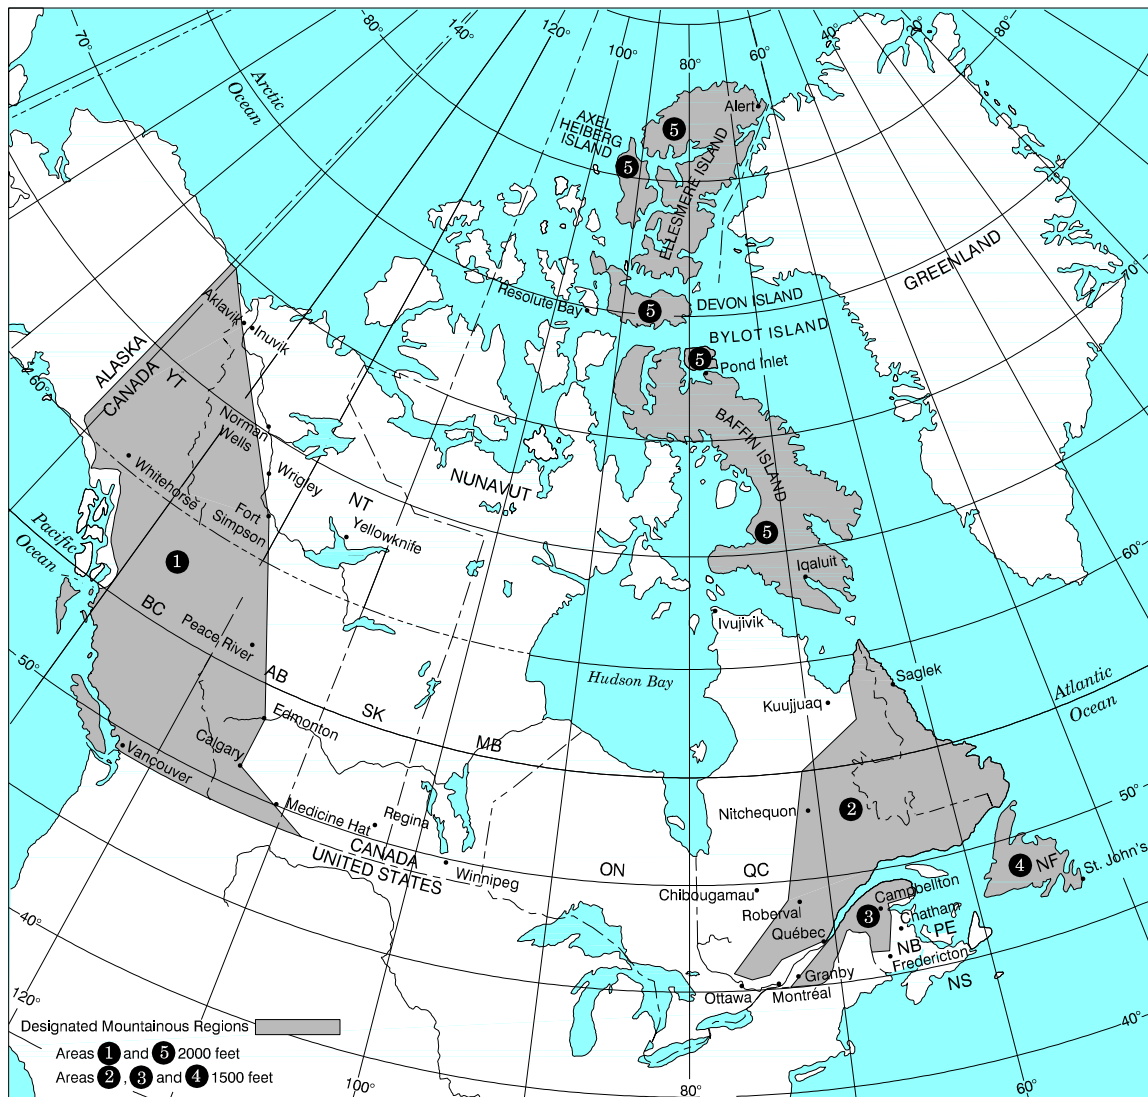 70°
160°
140°
120°
100°
80°
60°
40°
20°
80°
Arctic
Ocean
AXEL
HEIBERG
ISLAND
Alert
5
5
ELLESMERE ISLAND
GREENLAND
70°
Resolute Bay
5
DEVON ISLAND
BYLOT ISLAND
5
Pond Inlet
Aklavik
Inuvik
ALASKA
CANADA
YT
60°
BAFFIN ISLAND
Norman
Wells
Wrigley
NT
NUNAVUT
Whitehorse
Fort
Simpson
Yellowknife
Pacific
Ocean
5
Iqaluit
60°
1
BC
Peace River
Ivujivik
50°
AB
SK
MB
Hudson Bay
Saglek
Kuujjuaq
Atlantic
Ocean
Edmonton
Calgary
Vancouver
Medicine Hat
Regina
CANADA
UNITED STATES
Winnipeg
ON
QC
Nitchequon
2
50°
4
NF
St. John's
Chibougamau
Roberval
Québec
3
Campbellton
Chatham
PE
NB
Fredericton
NS
Granby
Ottawa
Montréal
40°
120°
100°
80°
60°
40°
Designated Mountainous Regions
Areas 1 and 5 2000 feet
Areas 2, 3 and 4 1500 feet